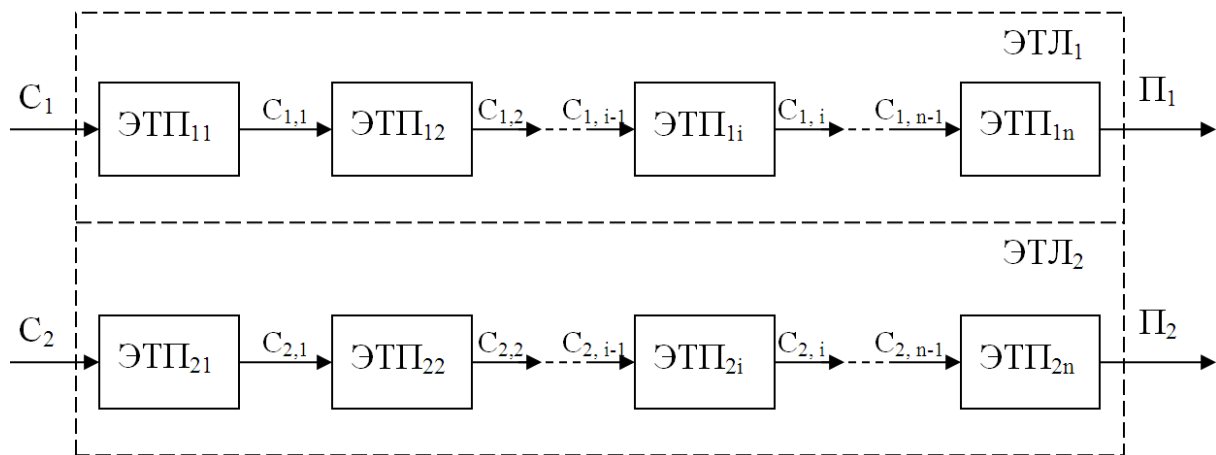 ЭТЛ₁
С₁ С₁,₁ С₁,₂ С₁, ᵢ₋₁ С₁, ᵢ С₁, ₙ₋₁ П₁
ЭТП₁₁ ЭТП₁₂ ЭТП₁ᵢ ЭТП₁ₙ
ЭТЛ₂
С₂ С₂,₁ С₂,₂ С₂, ᵢ₋₁ С₂, ᵢ С₂, ₙ₋₁ П₂
ЭТП₂₁ ЭТП₂₂ ЭТП₂ᵢ ЭТП₂ₙ